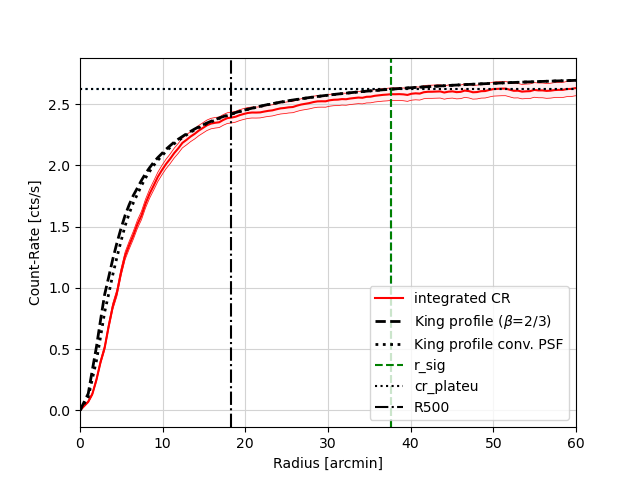 2.5
2.0
1.5
1.0
0.5
0.0
Count-Rate [cts/s]
integrated CR
King profile (β=2/3)
King profile conv. PSF
r_sig
cr_plateu
R500
0 10 20 30 40 50 60
Radius [arcmin]